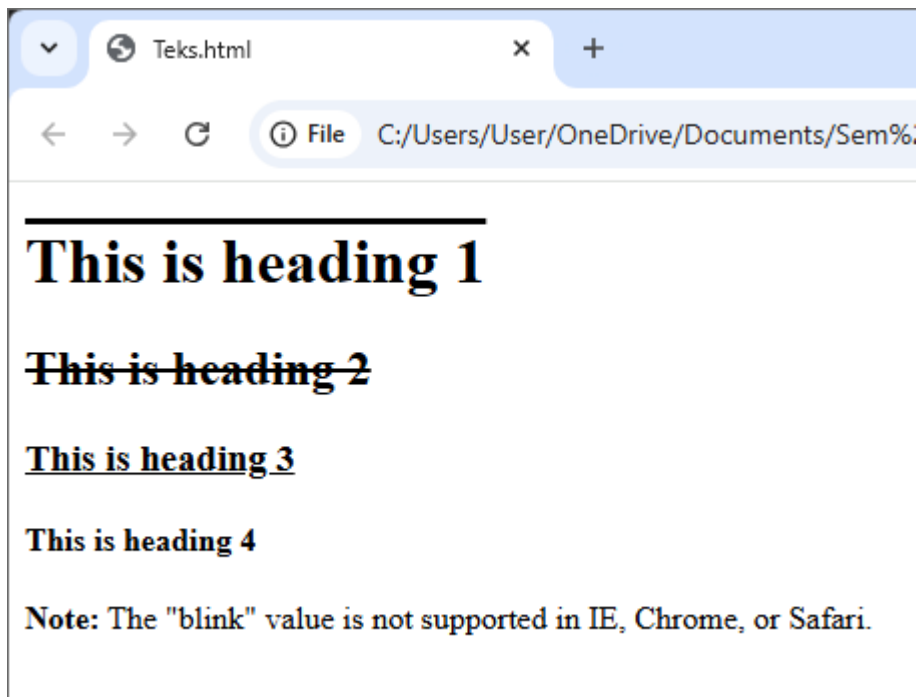 Teks.html
File C:/Users/User/OneDrive/Documents/Sem%2
This is heading 1
This is heading 2
This is heading 3
This is heading 4
Note: The "blink" value is not supported in IE, Chrome, or Safari.